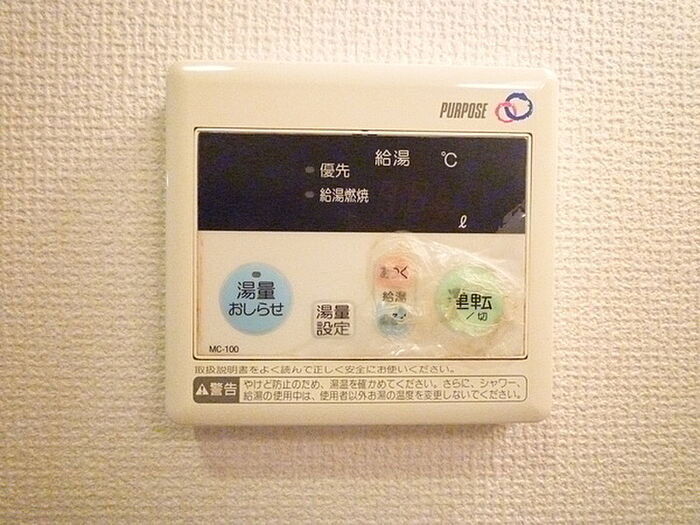 PURPOSE
給湯 ℃
優先
給湯燃焼
ℓ
湯量
おしらせ
湯量
設定
あつく
給湯
運転
/切
MC-100
取扱説明書をよく読んで正しく安全にお使いください。
警告
やけど防止のため、湯温を確かめてください。さらに、シャワー、
給湯の使用中は、使用者以外お湯の温度を変更しないでください。